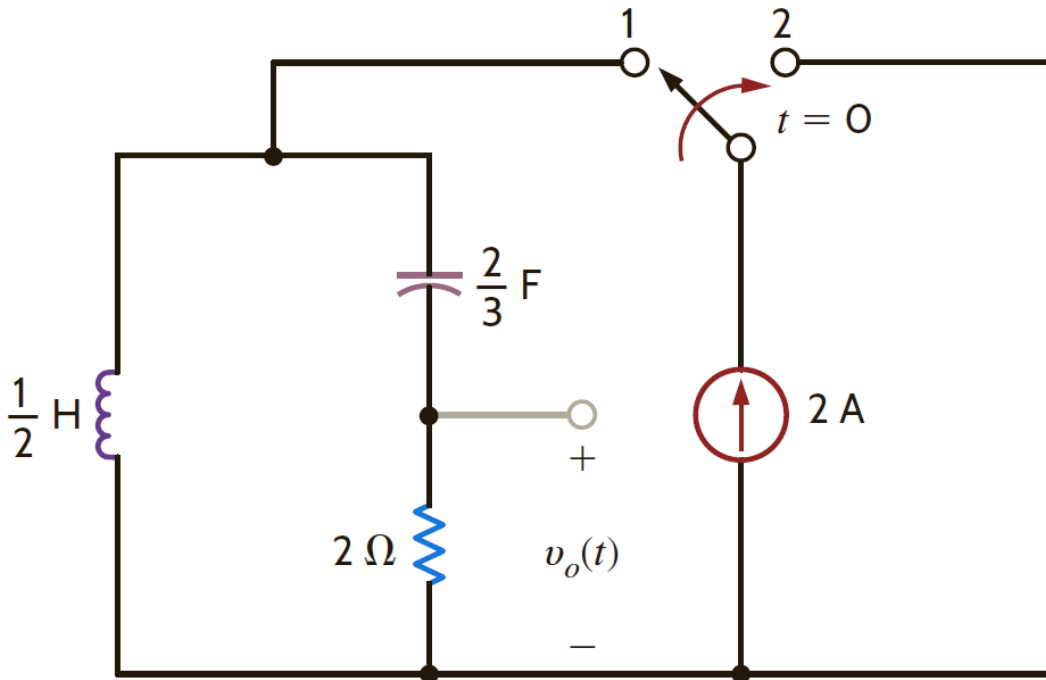 1 2
t = 0
2/3 F
1/2 H
2 A
+
2 Ω v_o(t)
−